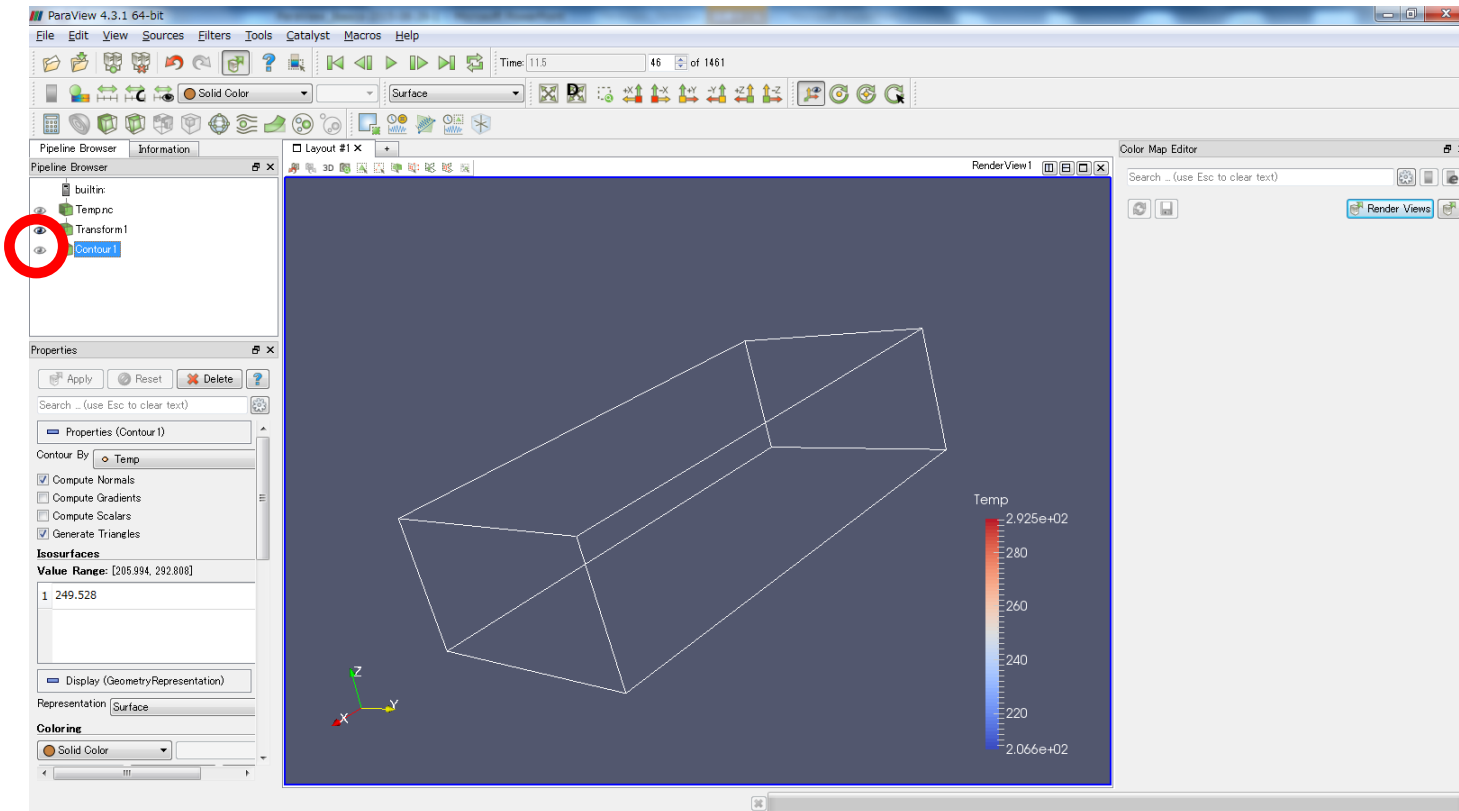 ParaView 4.3.1 64-bit
File Edit View Sources Filters Tools Catalyst Macros Help
Time: 11.5 46 of 1461
Solid Color Surface
Pipeline Browser Information
Layout #1 X +
Color Map Editor
Pipeline Browser
3D
RenderView1
Search ... (use Esc to clear text)
builtin:
Temp.nc
Transform1
Contour1
Render Views
Properties
Apply Reset Delete ?
Search ... (use Esc to clear text)
Properties (Contour1)
Contour By Temp
Compute Normals
Compute Gradients
Compute Scalars
Generate Triangles
Isosurfaces
Value Range: [205.994, 292.808]
1 249.528
Display (GeometryRepresentation)
Representation Surface
Coloring
Solid Color
Temp
2.925e+02
280
260
240
220
2.066e+02
Z
Y
X